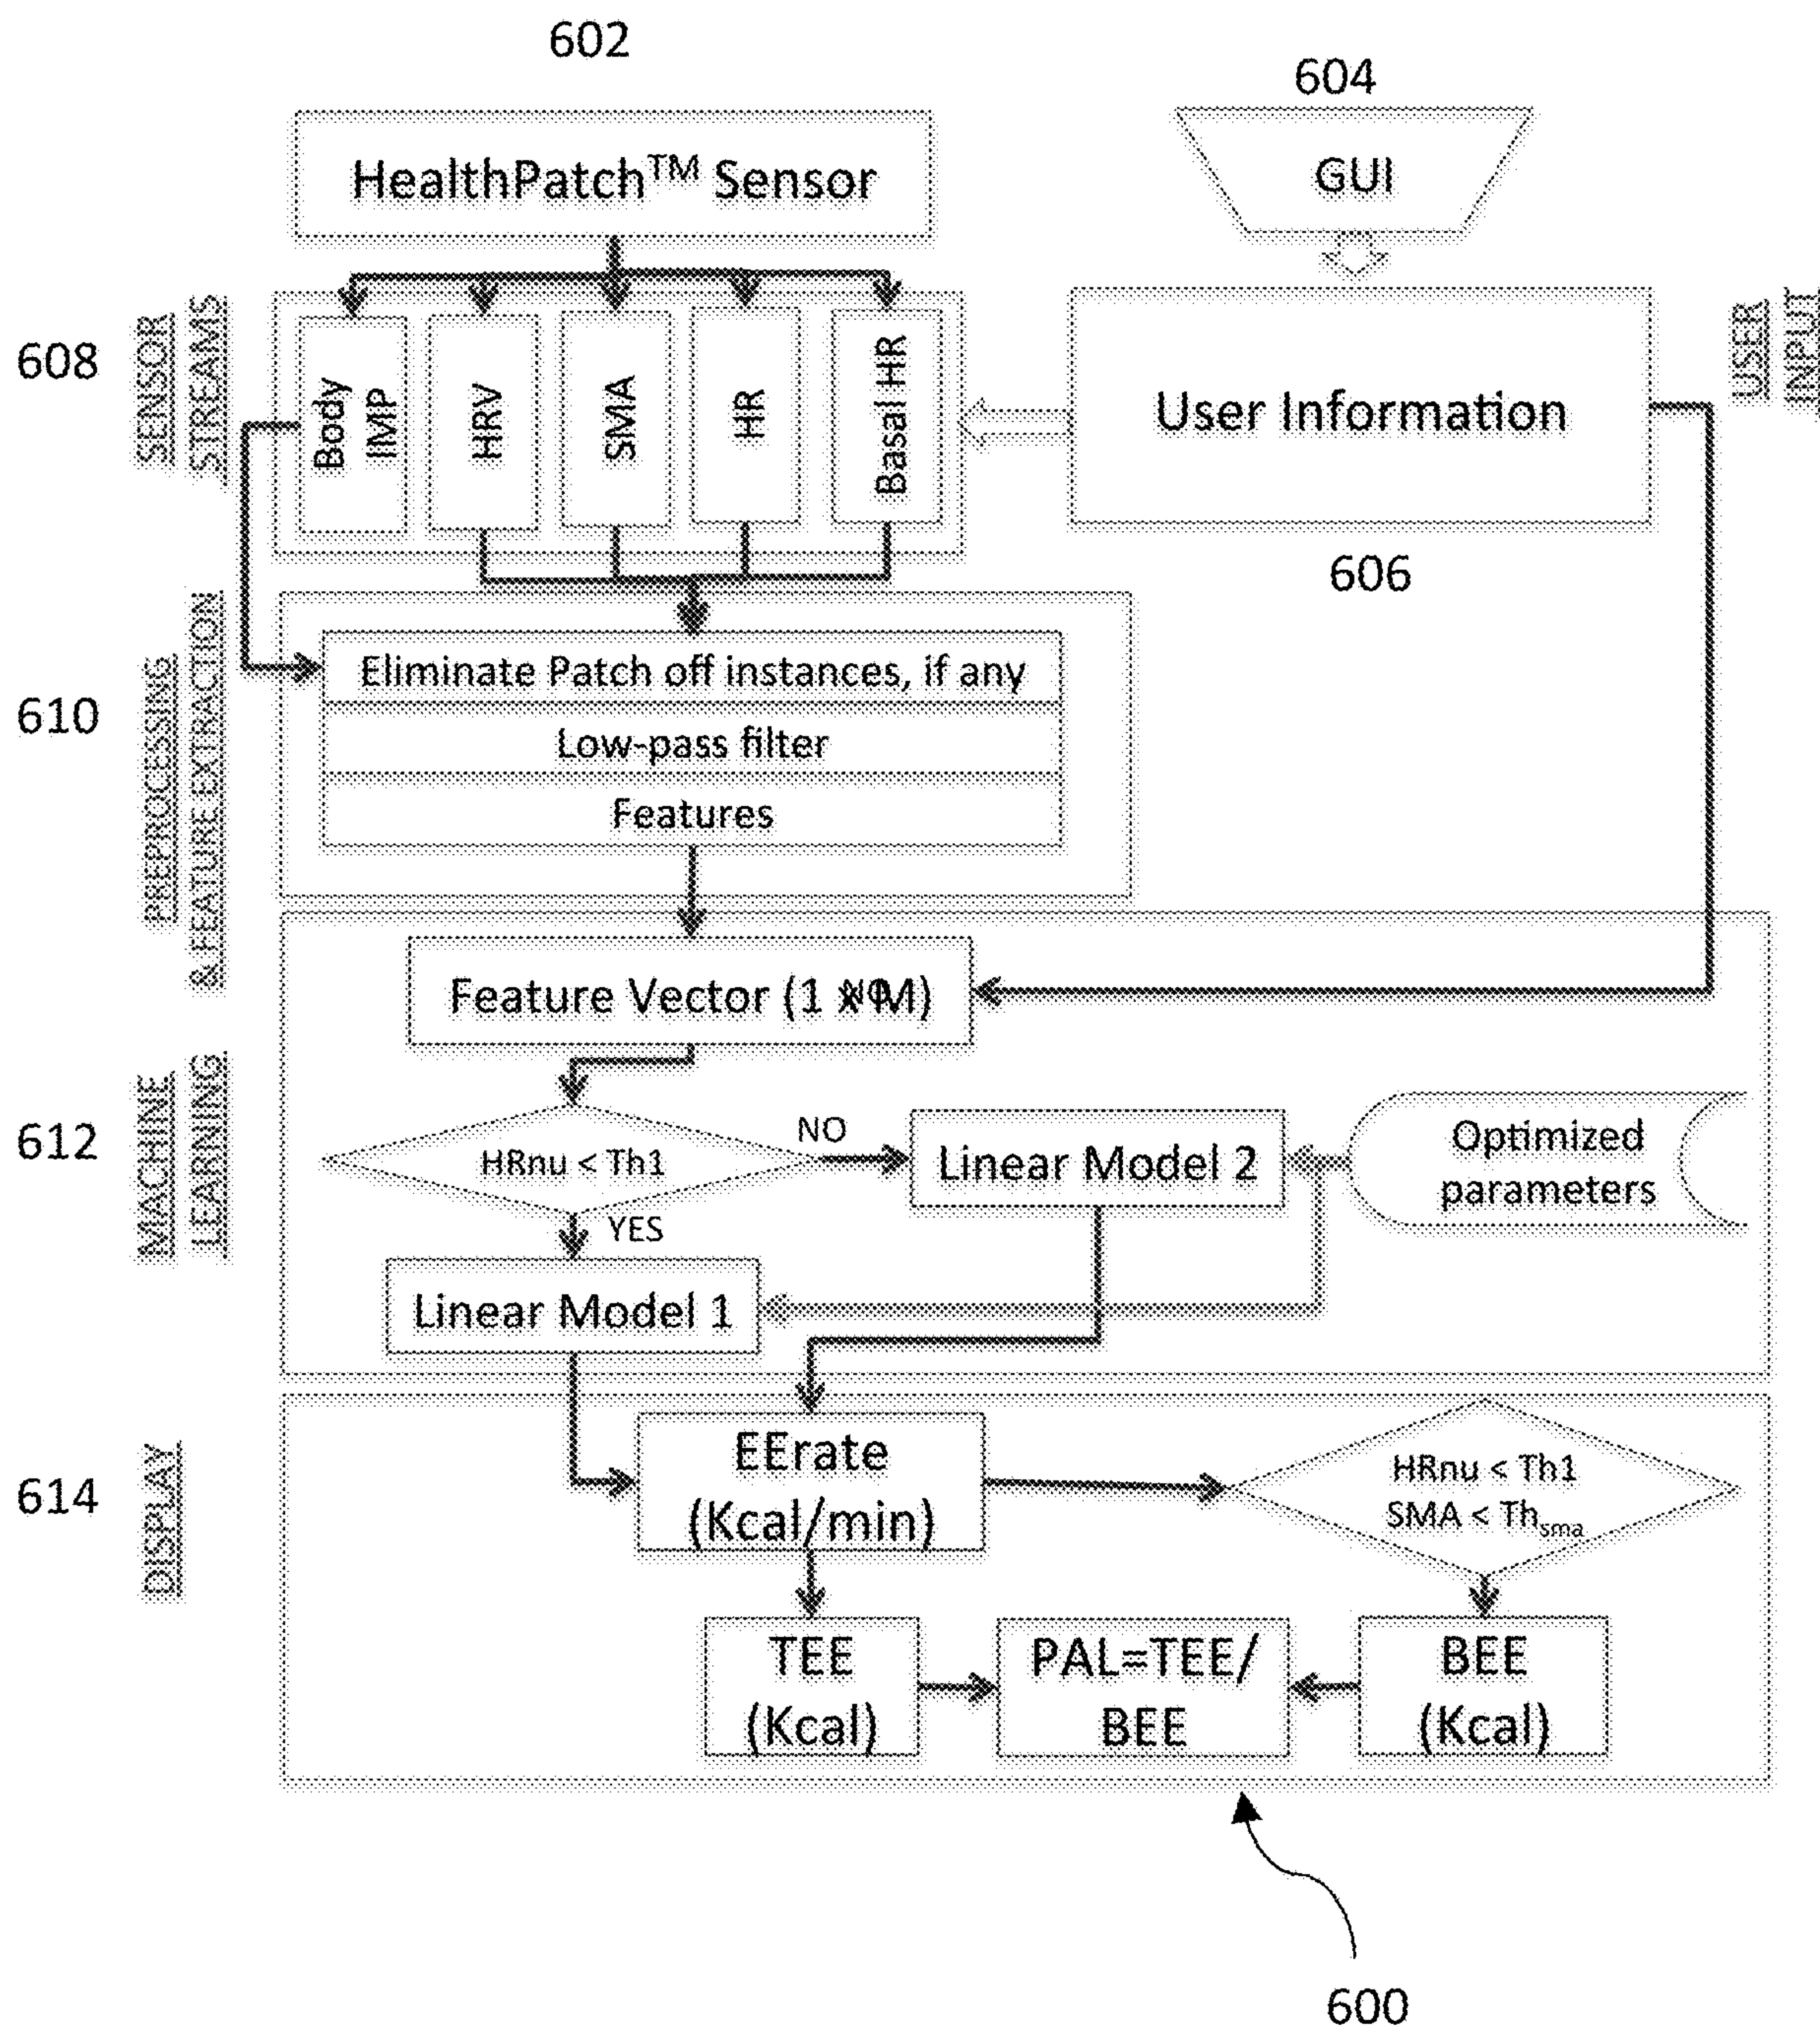 602
604
HealthPatch™ Sensor
GUI
608
SENSOR
STREAMS
Body
IMP
HRV
SMA
HR
Basal HR
User Information
USER
INPUT
606
610
PREPROCESSING
& FEATURE EXTRACTION
Eliminate Patch off instances, if any
Low-pass filter
Features
612
MACHINE
LEARNING
Feature Vector (1 x M)
NO
HRnu < Th1
NO
Linear Model 2
Optimized
parameters
YES
Linear Model 1
614
DISPLAY
EErate
(Kcal/min)
HRnu < Th1
SMA < Thsma
TEE
(Kcal)
PAL=TEE/
BEE
BEE
(Kcal)
600